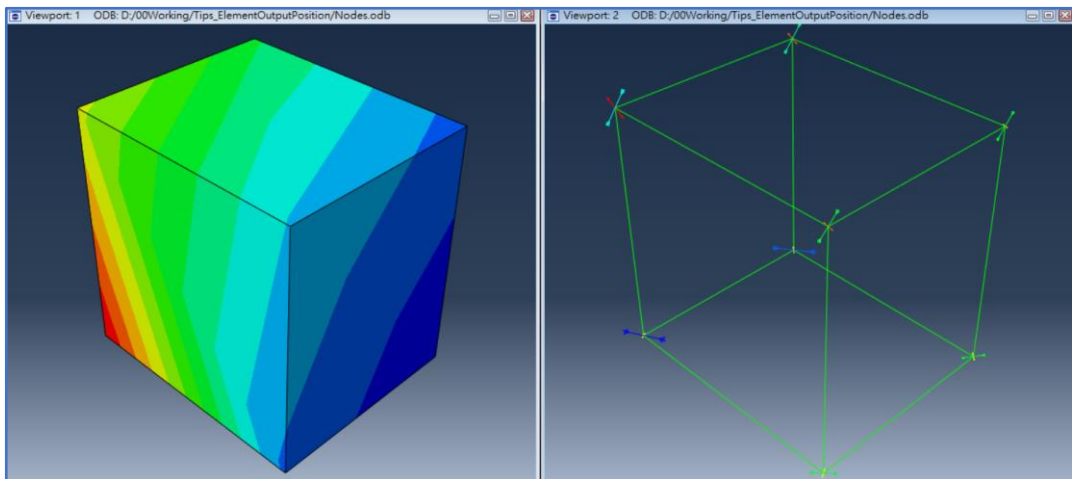 Viewport: 1 ODB: D:/00Working/Tips_ElementOutputPosition/Nodes.odb
Viewport: 2 ODB: D:/00Working/Tips_ElementOutputPosition/Nodes.odb